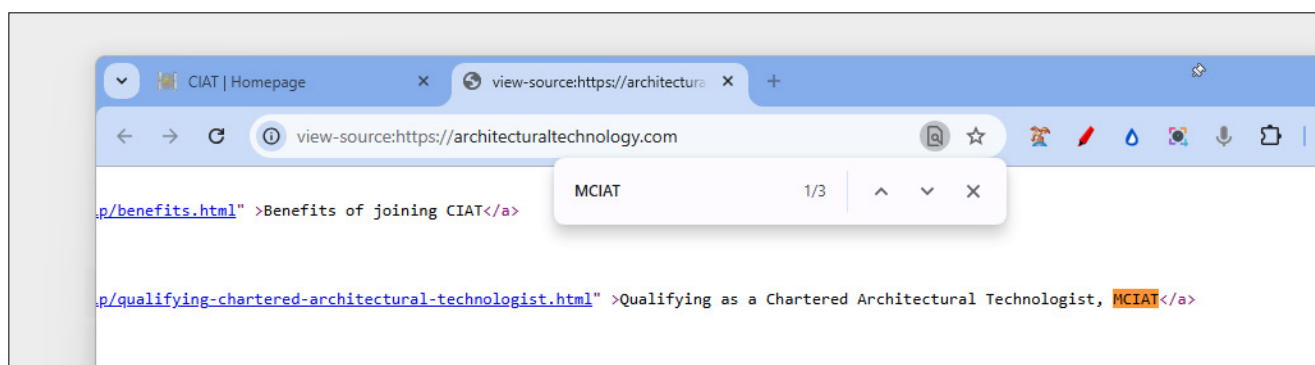 CIAT | Homepage
view-source:https://architectura
view-source:https://architecturaltechnology.com
MCIAT
1/3
p/benefits.html" >Benefits of joining CIAT</a>
p/qualifying-chartered-architectural-technologist.html" >Qualifying as a Chartered Architectural Technologist, MCIAT</a>